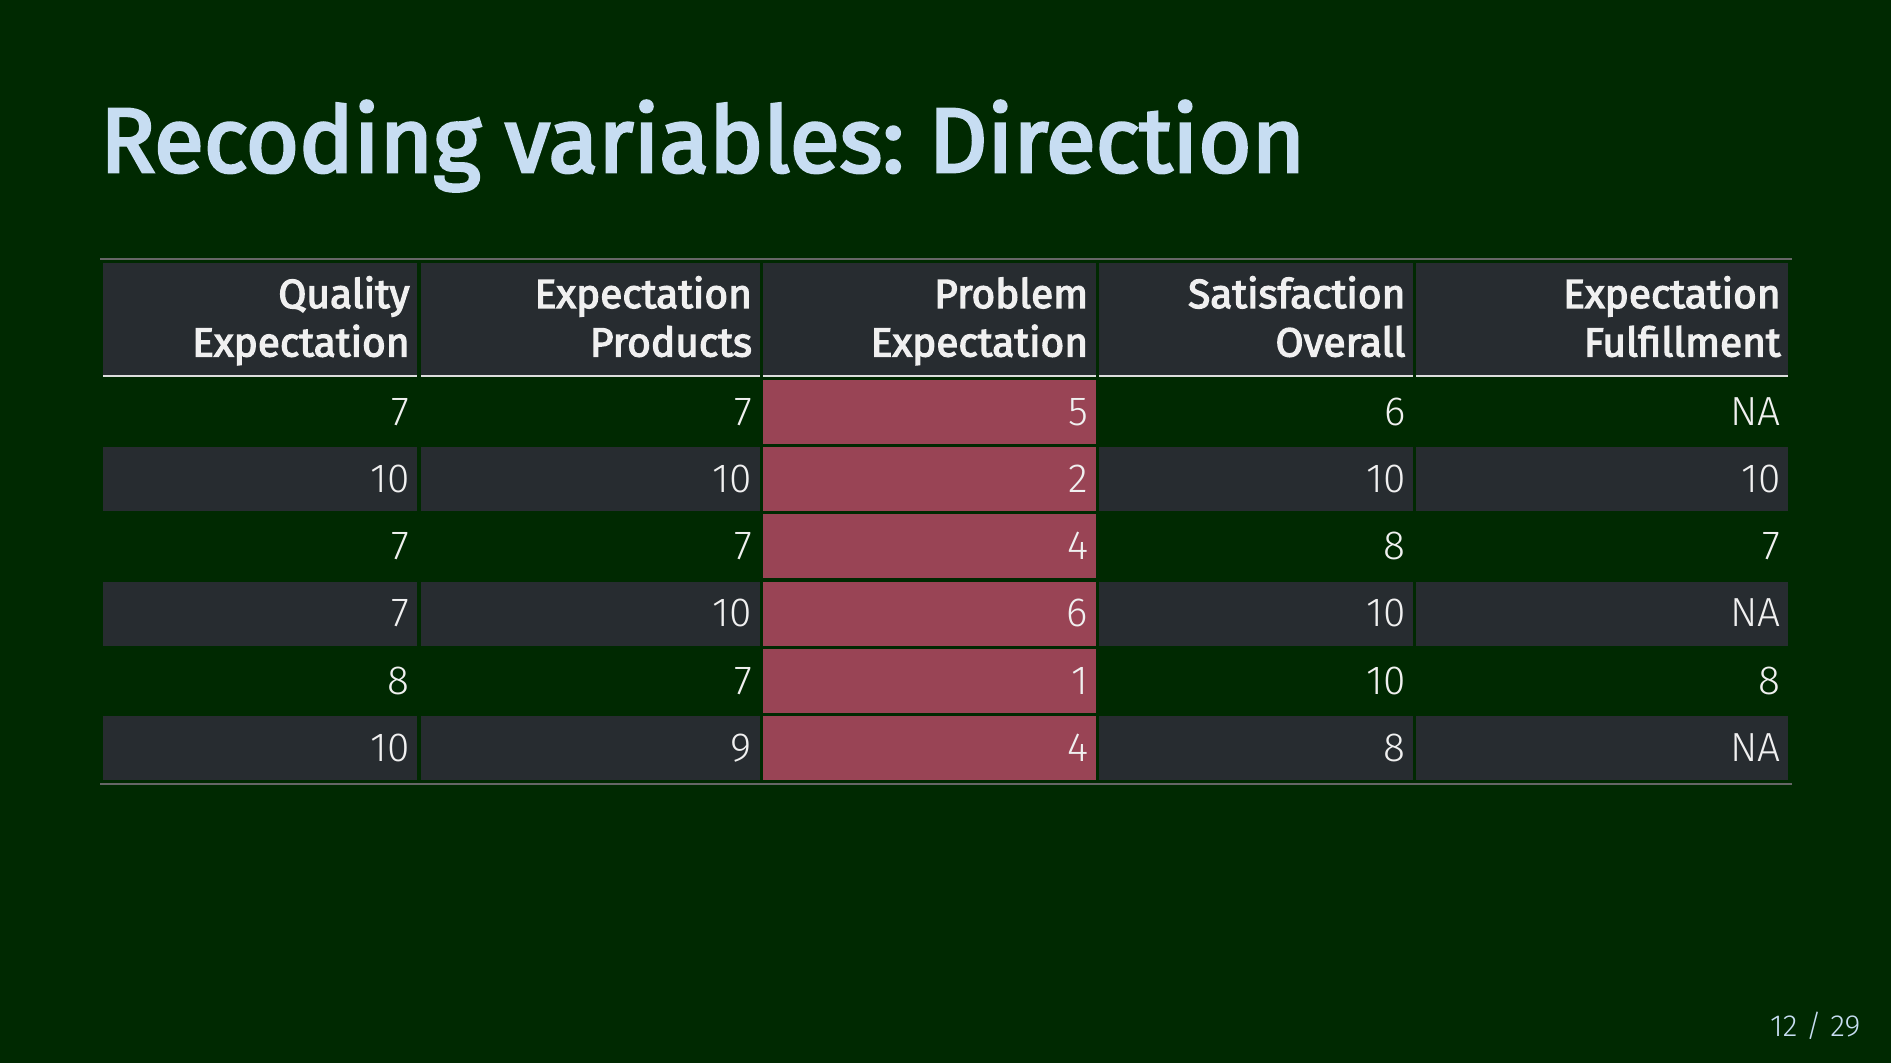 Recoding variables: Direction
Quality Expectation Expectation Products Problem Expectation Satisfaction Overall Expectation Fulfillment
7 7 5 6 NA
10 10 2 10 10
7 7 4 8 7
7 10 6 10 NA
8 7 1 10 8
10 9 4 8 NA
12 / 29